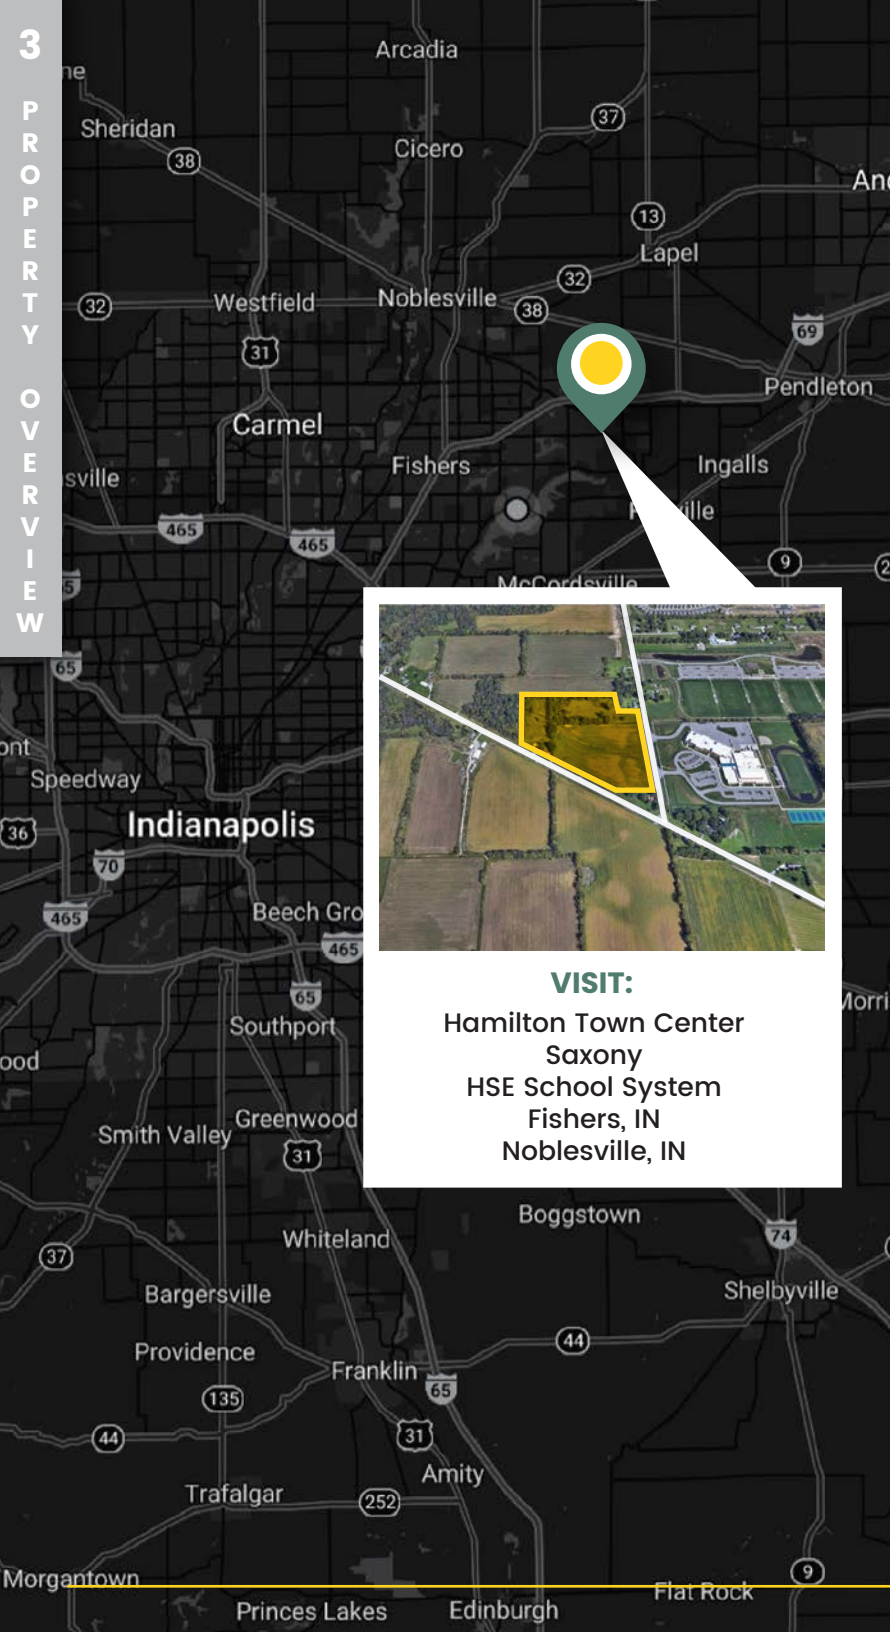 3
PROPERTY OVERVIEW
Arcadia
Sheridan
Cicero
37
38
13
Lapel
32
32
Westfield
Noblesville
38
31
69
Pendleton
Carmel
Fishers
Ingalls
sville
465
465
9
McCordsville
65
Speedway
Indianapolis
36
70
465
Beech Gro
465
65
Southport
VISIT:
Hamilton Town Center
Saxony
HSE School System
Fishers, IN
Noblesville, IN
Greenwood
Smith Valley
31
Boggstown
74
37
Whiteland
Bargersville
Shelbyville
44
Providence
Franklin
65
135
44
31
Amity
Trafalgar
252
9
Morgantown
Flat Rock
Princes Lakes
Edinburgh